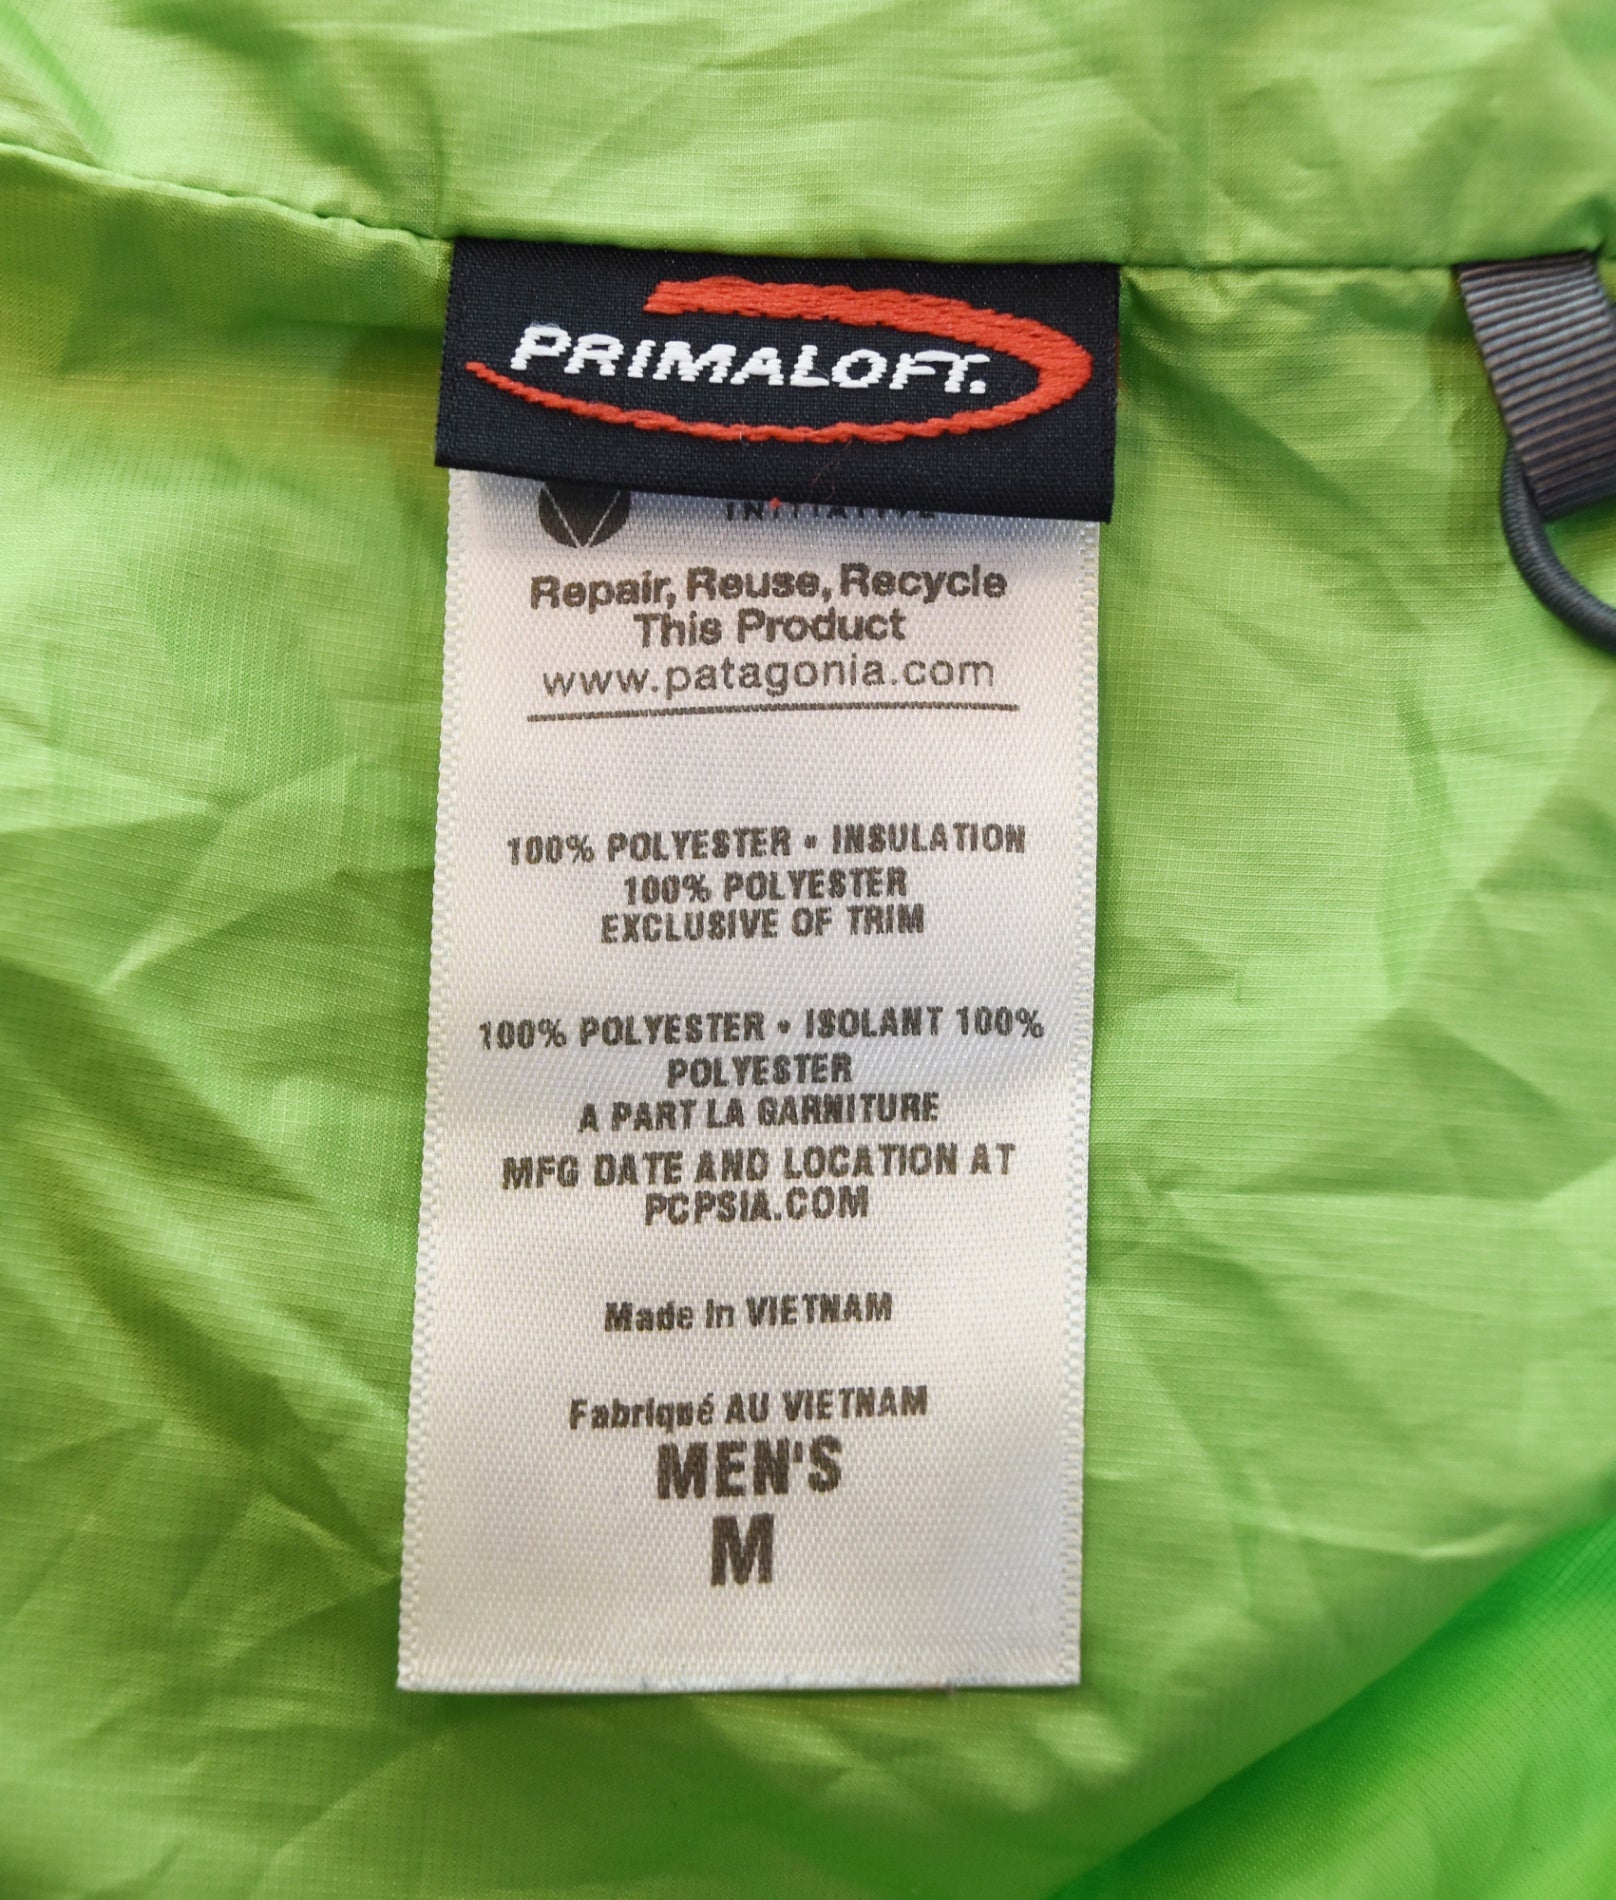 PRIMALOFT.
INITIATIVE
Repair, Reuse, Recycle
This Product
www.patagonia.com
100% POLYESTER • INSULATION
100% POLYESTER
EXCLUSIVE OF TRIM
100% POLYESTER • ISOLANT 100%
POLYESTER
A PART LA GARNITURE
MFG DATE AND LOCATION AT
PCPSIA.COM
Made In VIETNAM
Fabriqué AU VIETNAM
MEN'S
M